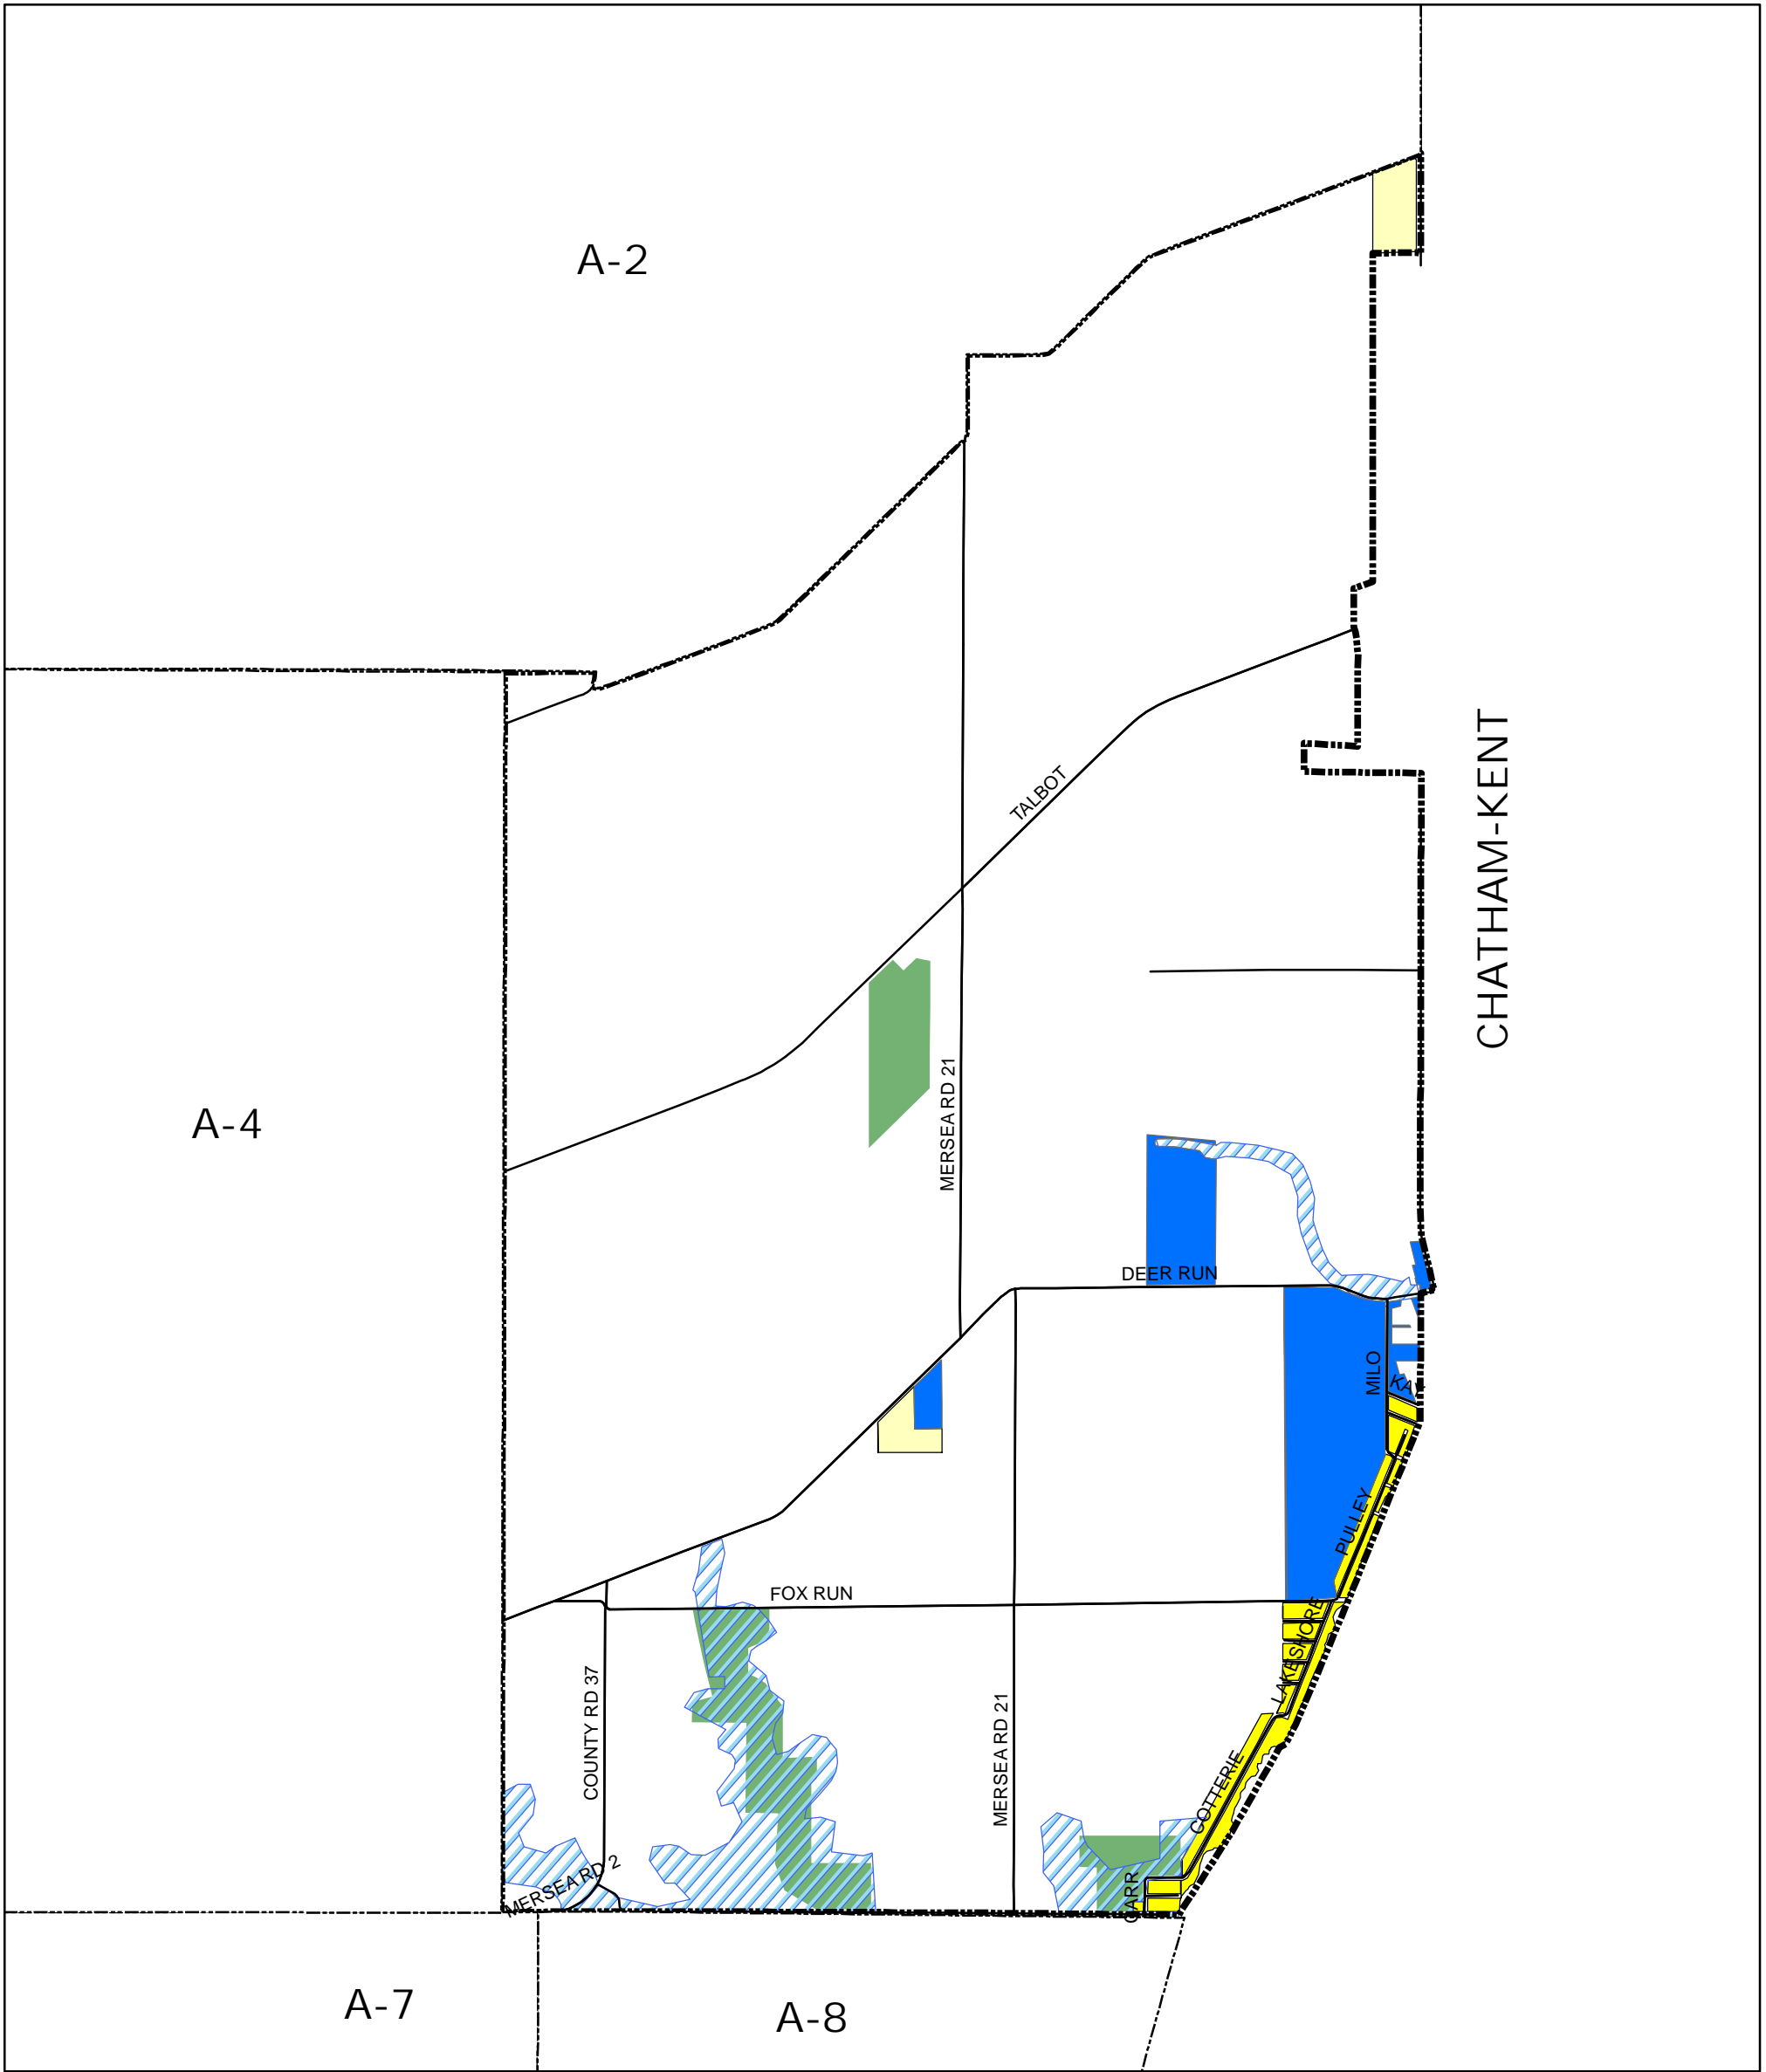 A-2
CHATHAM-KENT
TALBOT
A-4
MERSEA RD 21
DEER RUN
MILO
KAY
PULLEY
FOX RUN
LAKESHORE
COUNTY RD 37
MERSEA RD 21
COTTERIE
MERSEA RD 2
CARR
A-7
A-8